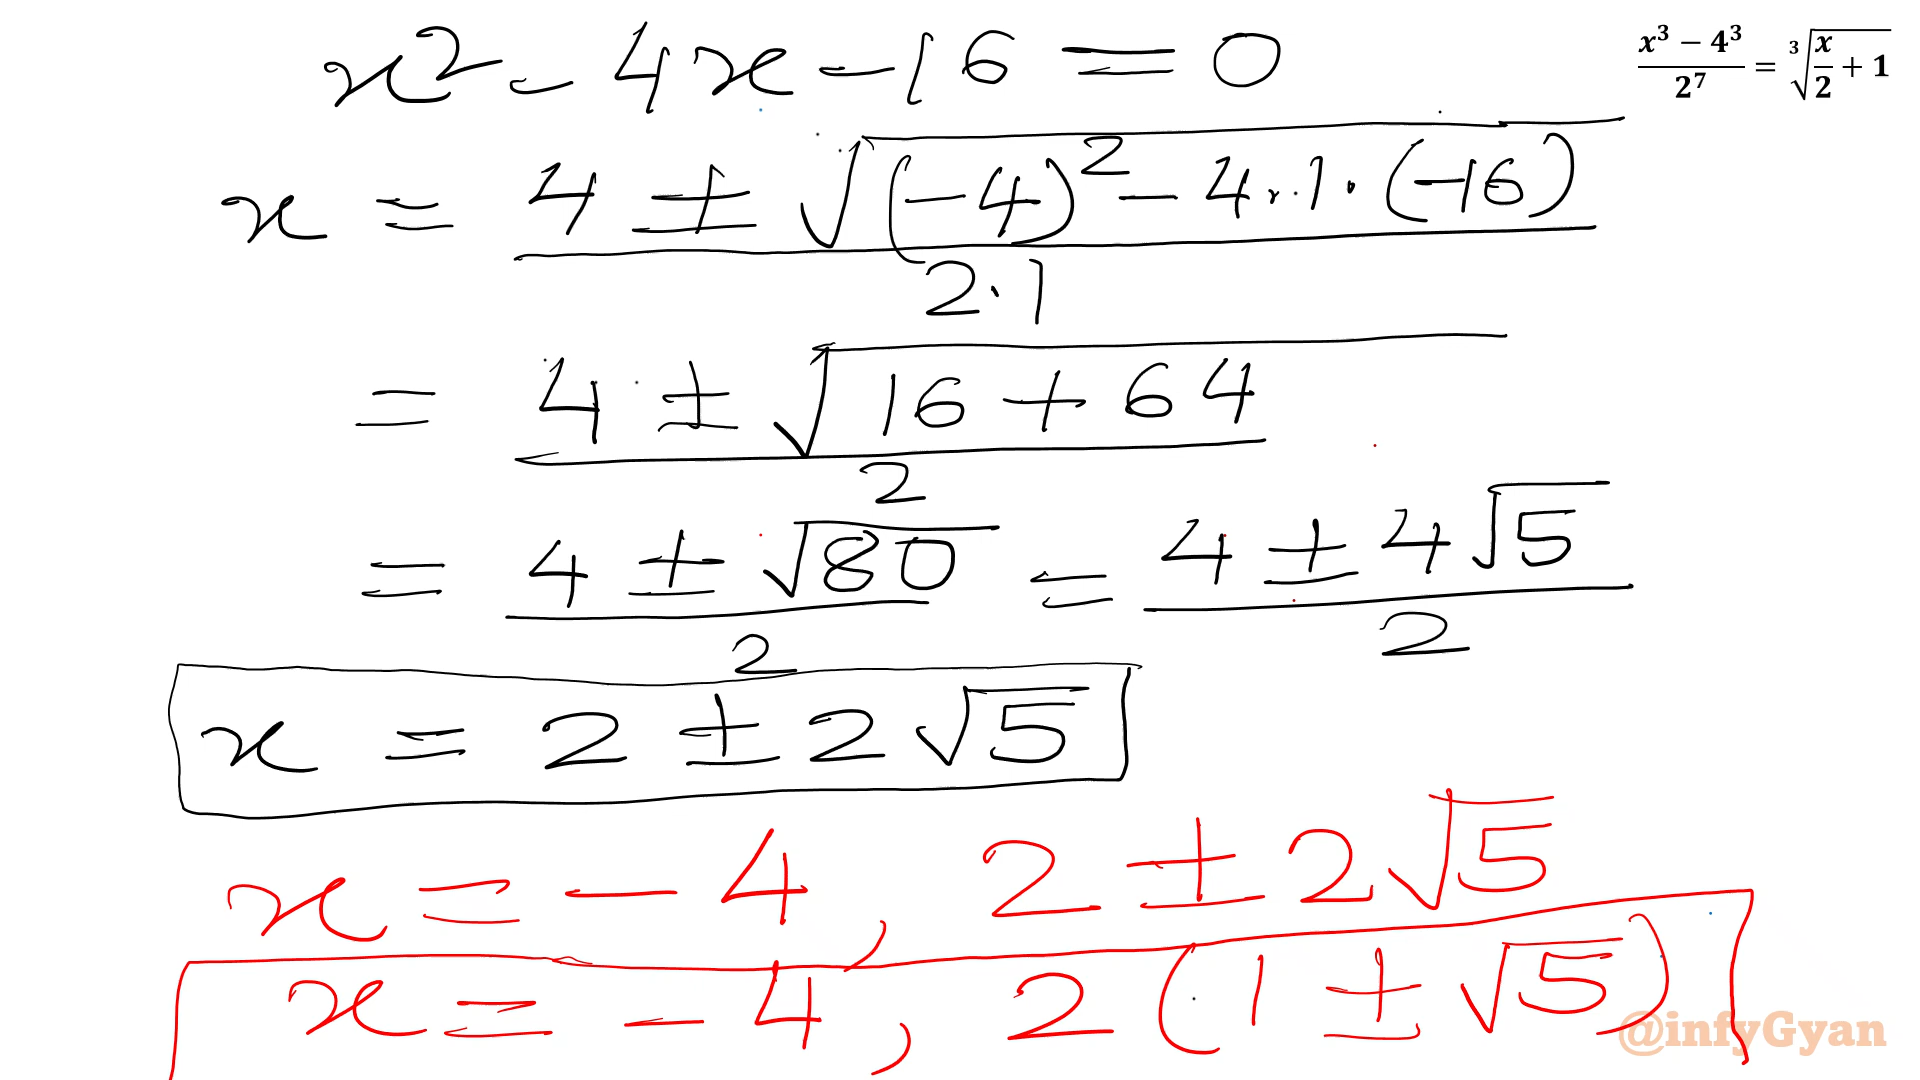 x² - 4x - 16 = 0
(x³ − 4³)/2⁷ = ∛(x/2 + 1)
x = (4 ± √((-4)² - 4·1·(-16)))/(2·1)
= (4 ± √(16 + 64))/2
= (4 ± √80)/2 = (4 ± 4√5)/2
x = 2 ± 2√5
x = -4, 2 ± 2√5
x = -4, 2(1 ± √5)
@infyGyan